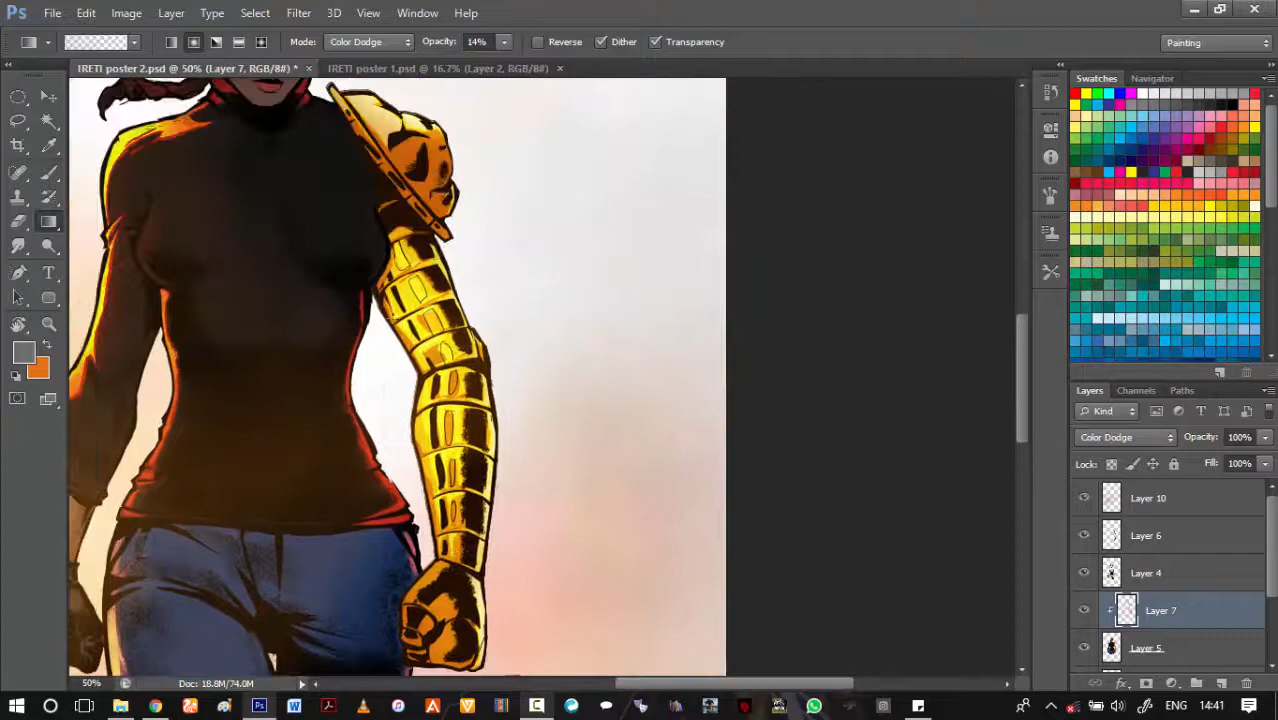 Ps File Edit Image Layer Type Select Filter 3D View Window Help
Mode: Color Dodge Opacity: 14% Reverse Dither Transparency Painting
IRETI poster 2.psd @ 50% (Layer 7, RGB/8#) * × IRETI poster 1.psd @ 16.7% (Layer 2, RGB/8#) ×
Swatches Navigator
Layers Channels Paths
Kind
Color Dodge Opacity: 100%
Lock: Fill: 100%
Layer 10
Layer 6
Layer 4
Layer 7
Layer 5
50% Doc: 18.8M/74.0M
ENG 14:41